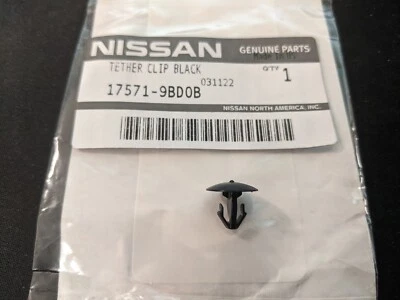 NISSAN GENUINE PARTS
TETHER CLIP BLACK QTY 1
031122
17571-9BD0B
NISSAN NORTH AMERICA, INC.